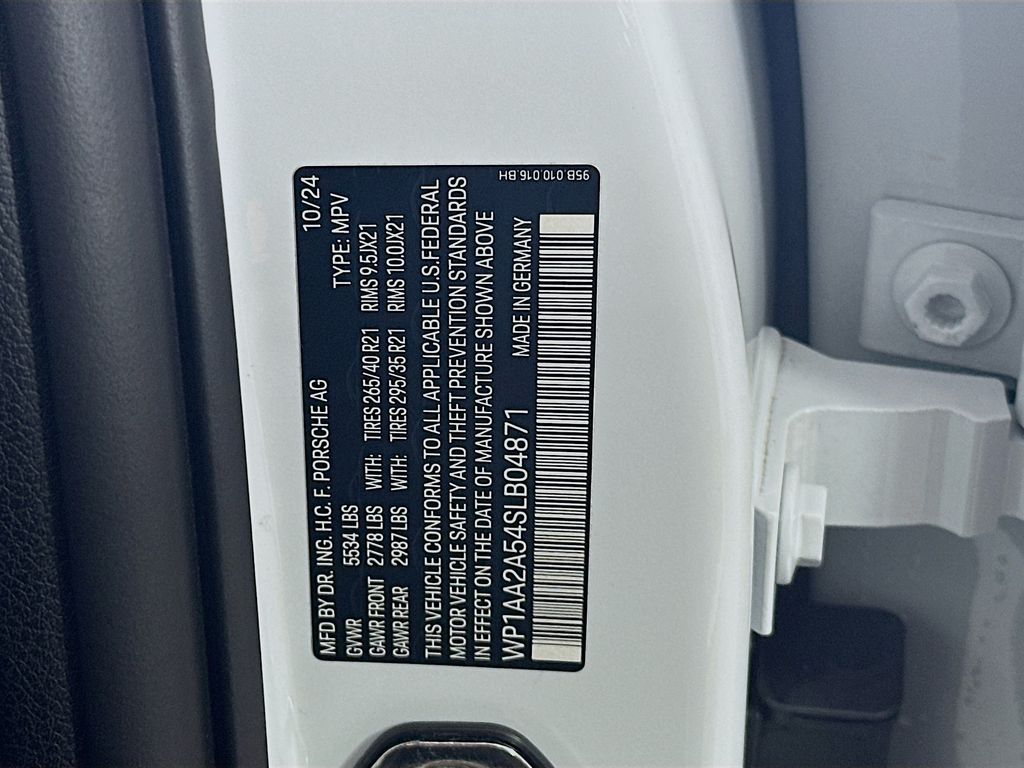 MFD BY DR. ING. H.C. F. PORSCHE AG 10/24
GVWR 5534 LBS TYPE: MPV
GAWR FRONT 2778 LBS WITH: TIRES 265/40 R21 RIMS 9.5JX21
GAWR REAR 2987 LBS WITH: TIRES 295/35 R21 RIMS 10.0JX21
THIS VEHICLE CONFORMS TO ALL APPLICABLE U.S.FEDERAL
MOTOR VEHICLE SAFETY AND THEFT PREVENTION STANDARDS
IN EFFECT ON THE DATE OF MANUFACTURE SHOWN ABOVE
WP1AA2A54SLB04871 MADE IN GERMANY
95B.010.016.BH